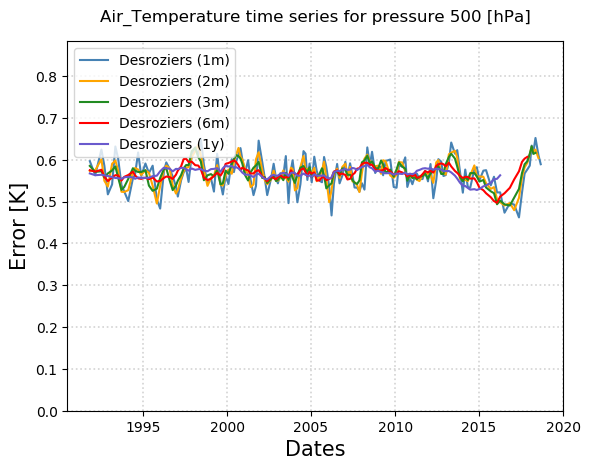 Air_Temperature time series for pressure 500 [hPa]
Desroziers (1m)
Desroziers (2m)
Desroziers (3m)
Desroziers (6m)
Desroziers (1y)
0.8
0.7
0.6
0.5
0.4
0.3
0.2
0.1
0.0
Error [K]
1995 2000 2005 2010 2015 2020
Dates